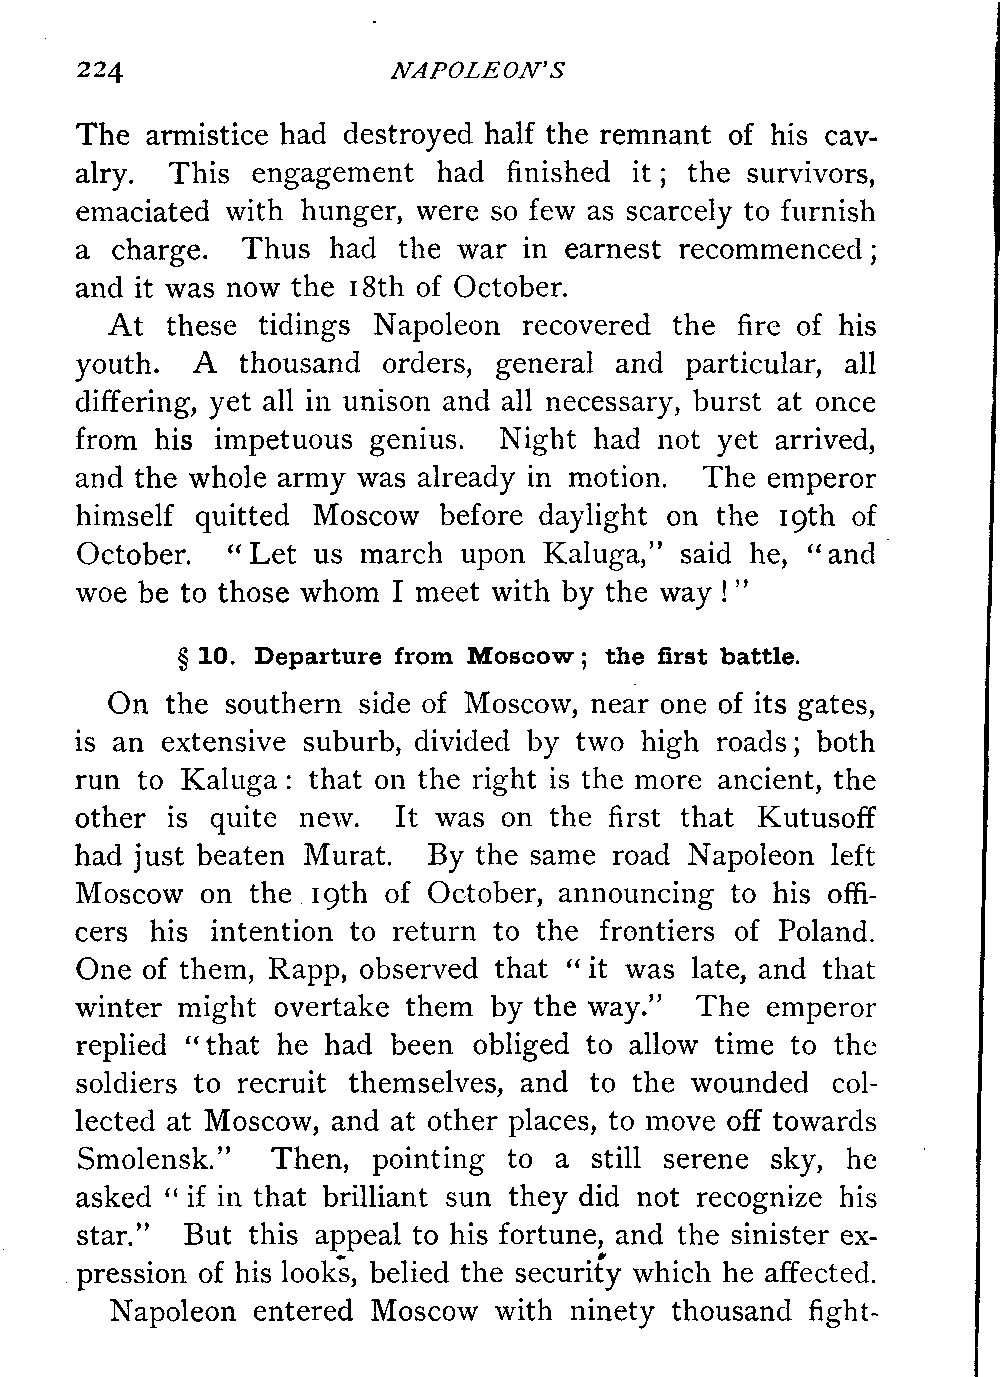 224 NAPOLEON'S
The armistice had destroyed half the remnant of his cav-
alry. This engagement had finished it; the survivors,
emaciated with hunger, were so few as scarcely to furnish
a charge. Thus had the war in earnest recommenced;
and it was now the 18th of October.
At these tidings Napoleon recovered the fire of his
youth. A thousand orders, general and particular, all
differing, yet all in unison and all necessary, burst at once
from his impetuous genius. Night had not yet arrived,
and the whole army was already in motion. The emperor
himself quitted Moscow before daylight on the 19th of
October. "Let us march upon Kaluga," said he, "and
woe be to those whom I meet with by the way!"
§ 10. Departure from Moscow; the first battle.
On the southern side of Moscow, near one of its gates,
is an extensive suburb, divided by two high roads; both
run to Kaluga: that on the right is the more ancient, the
other is quite new. It was on the first that Kutusoff
had just beaten Murat. By the same road Napoleon left
Moscow on the 19th of October, announcing to his offi-
cers his intention to return to the frontiers of Poland.
One of them, Rapp, observed that "it was late, and that
winter might overtake them by the way." The emperor
replied "that he had been obliged to allow time to the
soldiers to recruit themselves, and to the wounded col-
lected at Moscow, and at other places, to move off towards
Smolensk." Then, pointing to a still serene sky, he
asked "if in that brilliant sun they did not recognize his
star." But this appeal to his fortune, and the sinister ex-
pression of his looks, belied the security which he affected.
Napoleon entered Moscow with ninety thousand fight-